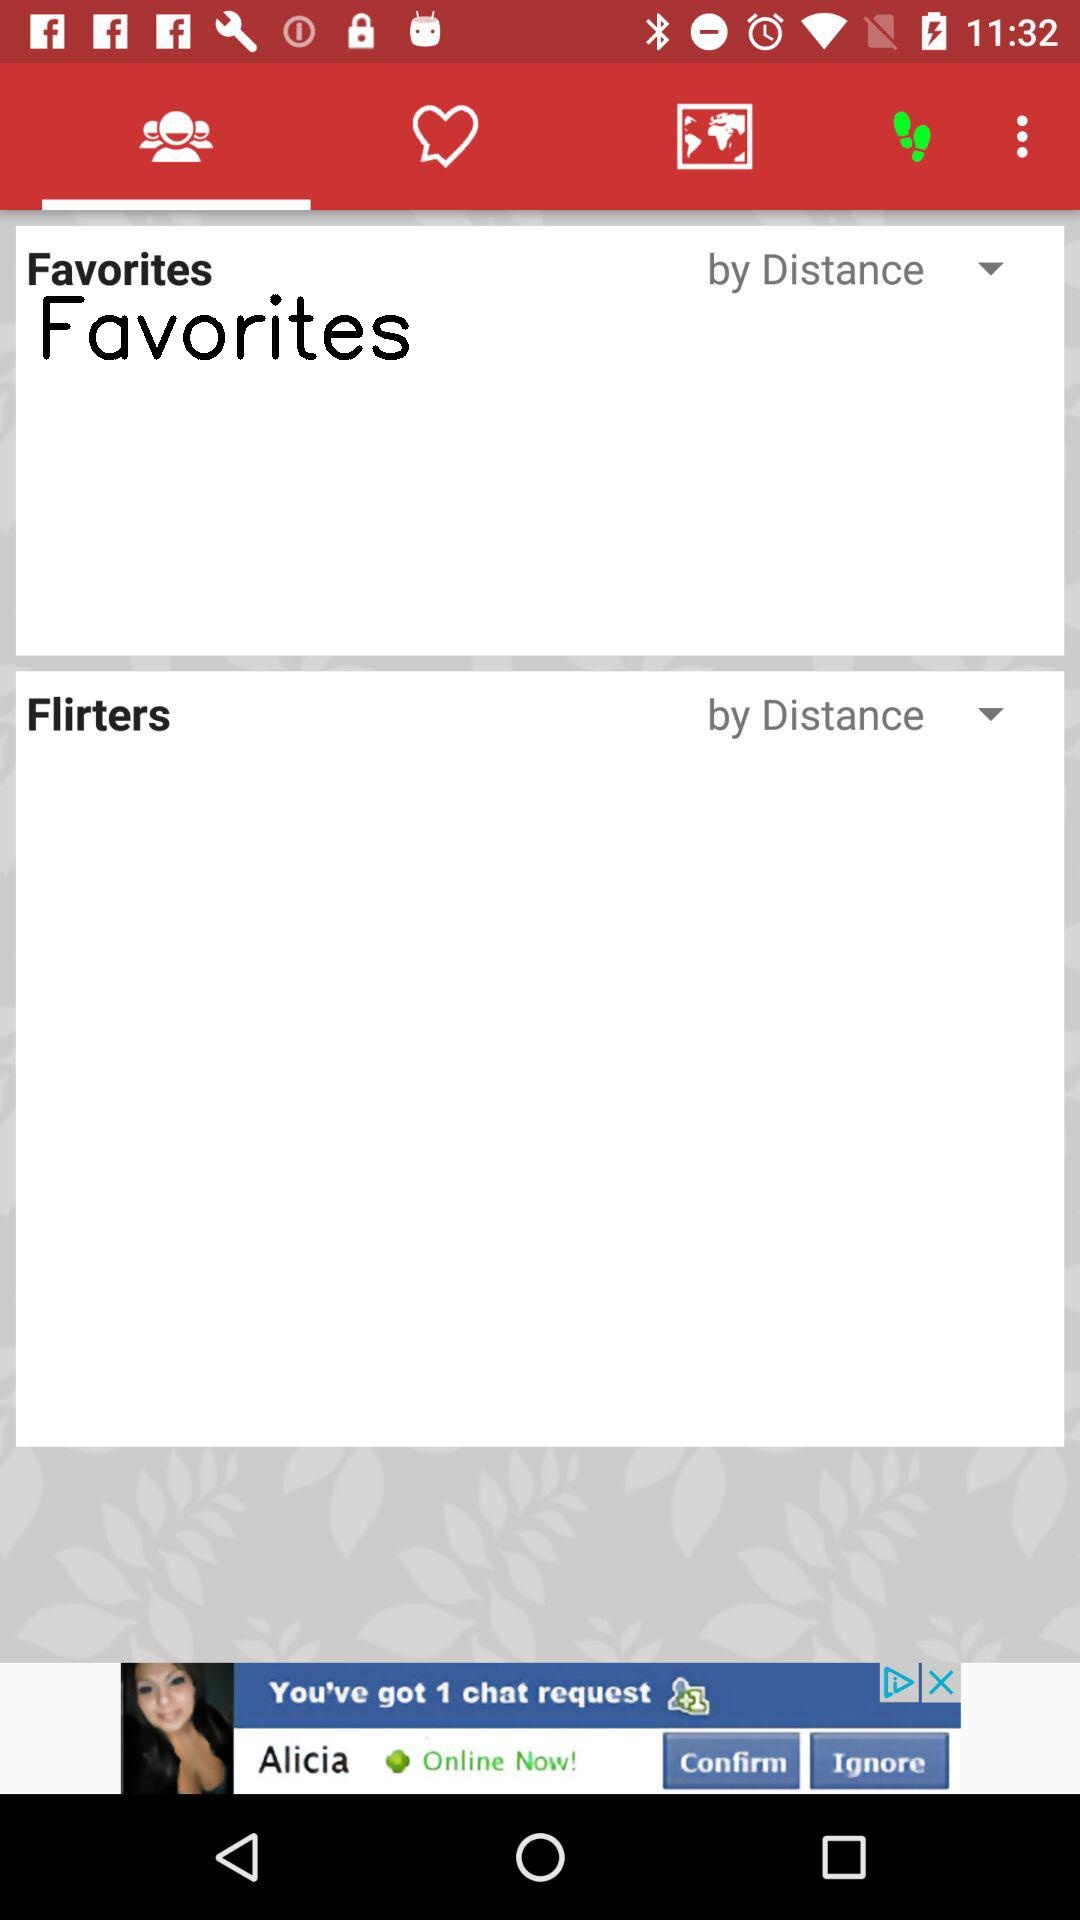 11:32
Favorites by Distance
Favorites
Flirters by Distance
You've got 1 chat request +1
Alicia Online Now! Confirm Ignore